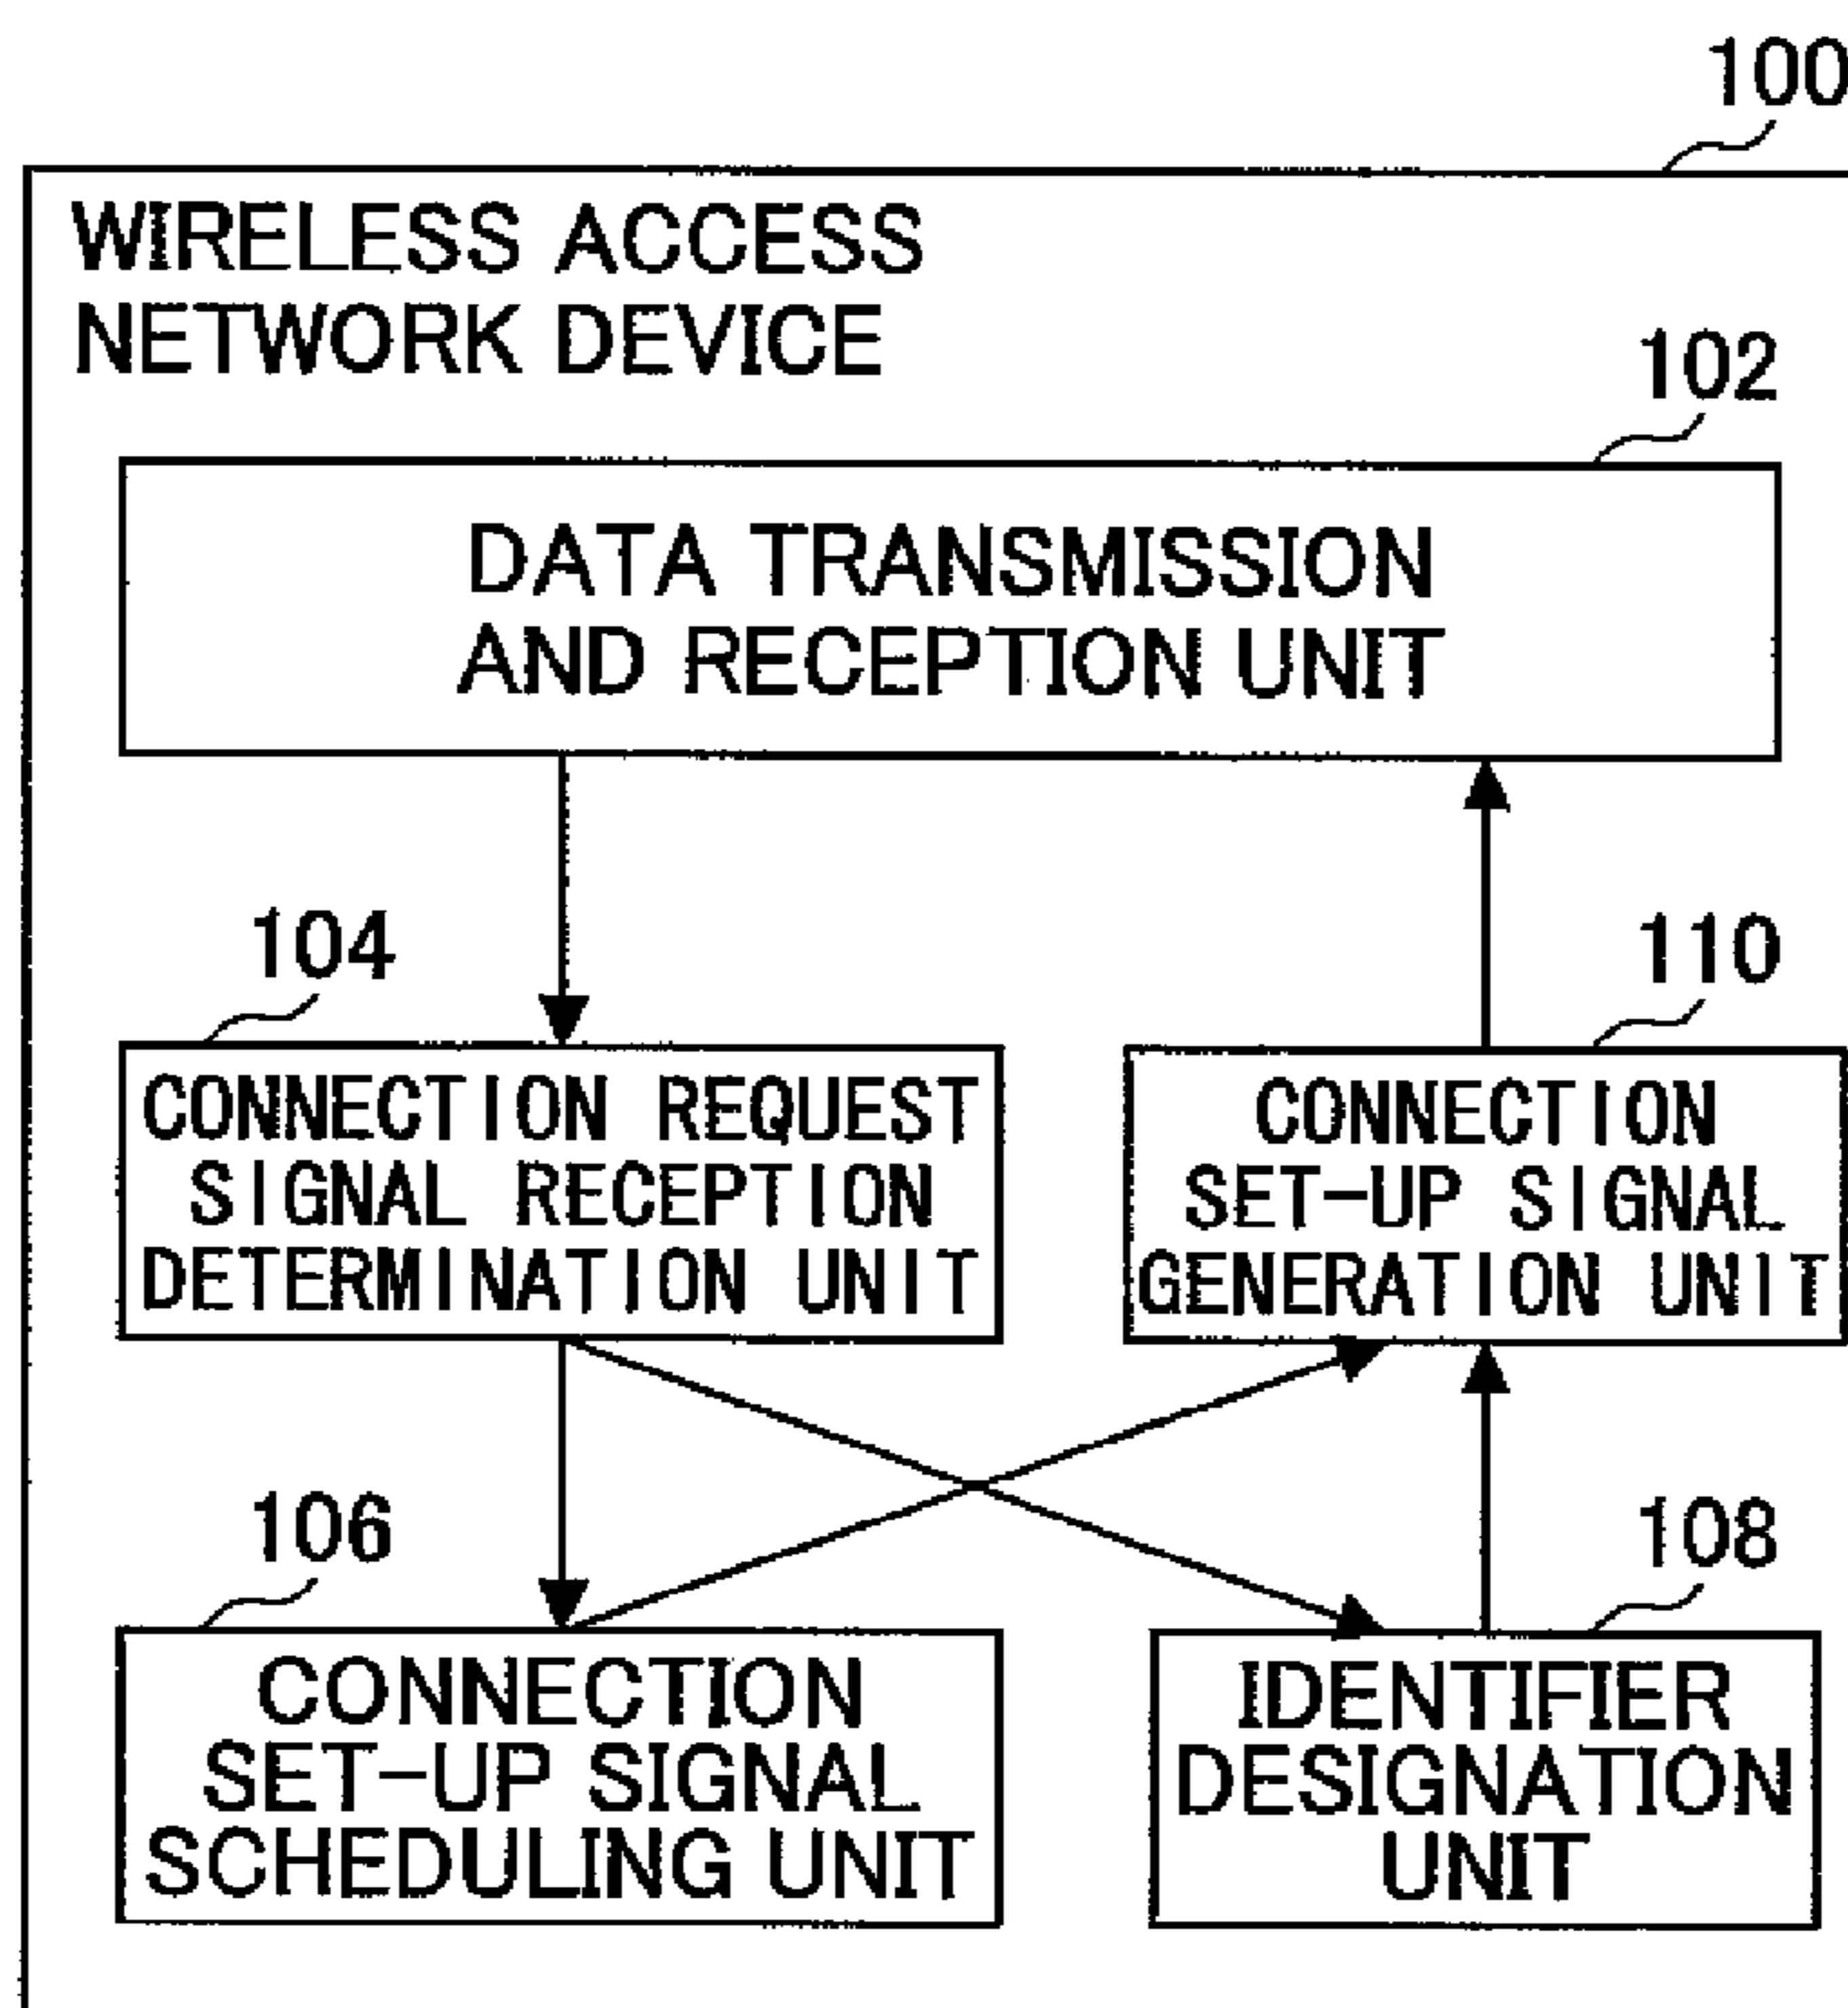 100
WIRELESS ACCESS
NETWORK DEVICE
102
DATA TRANSMISSION
AND RECEPTION UNIT
104
CONNECTION REQUEST
SIGNAL RECEPTION
DETERMINATION UNIT
110
CONNECTION
SET-UP SIGNAL
GENERATION UNIT
106
CONNECTION
SET-UP SIGNAL
SCHEDULING UNIT
108
IDENTIFIER
DESIGNATION
UNIT